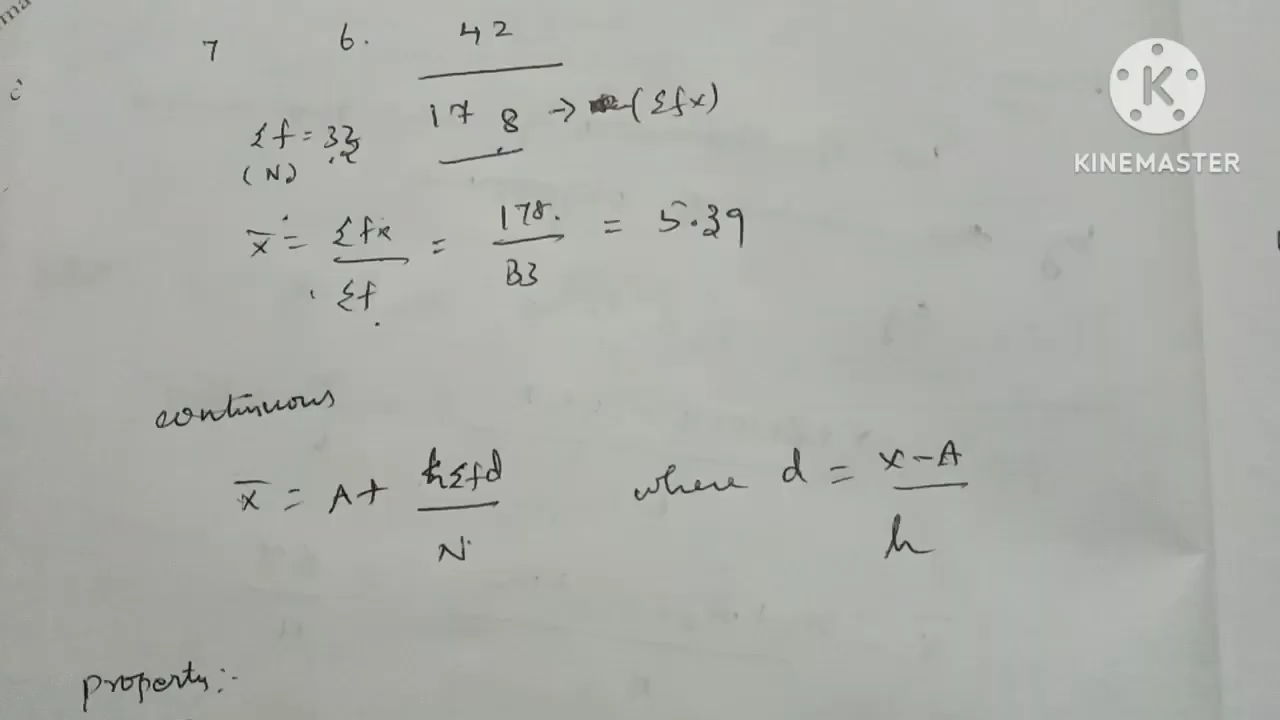 7 6. 42
178 → (Σfx)
Σf = 33
(N)
x̄ = Σfx / Σf = 178. / 33 = 5.39
continuous
x̄ = A + hΣfd / N where d = x - A / h
property:-
KINEMASTER